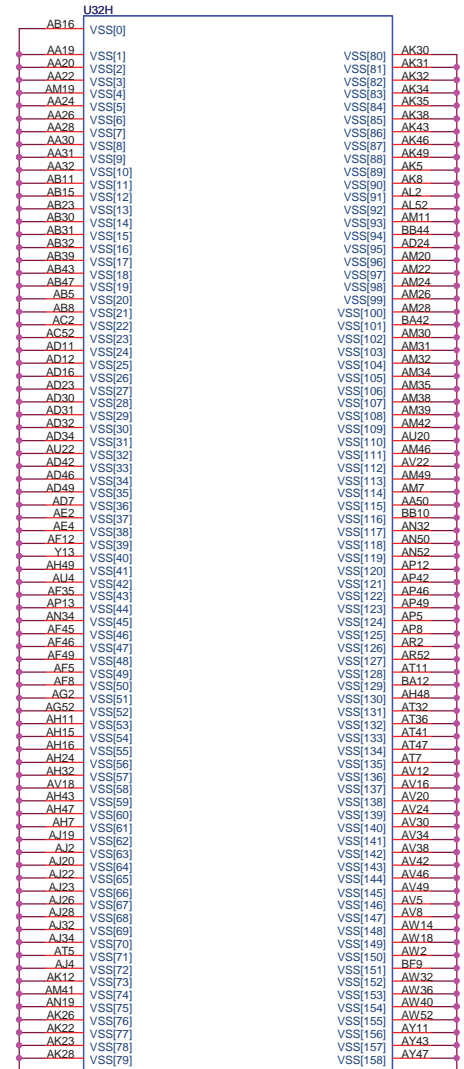 U32H
AB16 VSS[0]
AA19 VSS[1]
AA20 VSS[2]
AA22 VSS[3]
AM19 VSS[4]
AA24 VSS[5]
AA26 VSS[6]
AA28 VSS[7]
AA30 VSS[8]
AA31 VSS[9]
AA32 VSS[10]
AB11 VSS[11]
AB15 VSS[12]
AB23 VSS[13]
AB30 VSS[14]
AB31 VSS[15]
AB32 VSS[16]
AB39 VSS[17]
AB43 VSS[18]
AB47 VSS[19]
AB5 VSS[20]
AB8 VSS[21]
AC2 VSS[22]
AC52 VSS[23]
AD11 VSS[24]
AD12 VSS[25]
AD16 VSS[26]
AD23 VSS[27]
AD30 VSS[28]
AD31 VSS[29]
AD32 VSS[30]
AD34 VSS[31]
AU22 VSS[32]
AD42 VSS[33]
AD46 VSS[34]
AD49 VSS[35]
AD7 VSS[36]
AE2 VSS[37]
AE4 VSS[38]
AF12 VSS[39]
Y13 VSS[40]
AH49 VSS[41]
AU4 VSS[42]
AF35 VSS[43]
AP13 VSS[44]
AN34 VSS[45]
AF45 VSS[46]
AF46 VSS[47]
AF49 VSS[48]
AF5 VSS[49]
AF8 VSS[50]
AG2 VSS[51]
AG52 VSS[52]
AH11 VSS[53]
AH15 VSS[54]
AH16 VSS[55]
AH24 VSS[56]
AH32 VSS[57]
AV18 VSS[58]
AH43 VSS[59]
AH47 VSS[60]
AH7 VSS[61]
AJ19 VSS[62]
AJ2 VSS[63]
AJ20 VSS[64]
AJ22 VSS[65]
AJ23 VSS[66]
AJ26 VSS[67]
AJ28 VSS[68]
AJ32 VSS[69]
AJ34 VSS[70]
AT5 VSS[71]
AJ4 VSS[72]
AK12 VSS[73]
AM41 VSS[74]
AN19 VSS[75]
AK26 VSS[76]
AK22 VSS[77]
AK23 VSS[78]
AK28 VSS[79]
VSS[80] AK30
VSS[81] AK31
VSS[82] AK32
VSS[83] AK34
VSS[84] AK35
VSS[85] AK38
VSS[86] AK43
VSS[87] AK46
VSS[88] AK49
VSS[89] AK5
VSS[90] AK8
VSS[91] AL2
VSS[92] AL52
VSS[93] AM11
VSS[94] BB44
VSS[95] AD24
VSS[96] AM20
VSS[97] AM22
VSS[98] AM24
VSS[99] AM26
VSS[100] AM28
VSS[101] BA42
VSS[102] AM30
VSS[103] AM31
VSS[104] AM32
VSS[105] AM34
VSS[106] AM35
VSS[107] AM38
VSS[108] AM39
VSS[109] AM42
VSS[110] AU20
VSS[111] AM46
VSS[112] AV22
VSS[113] AM49
VSS[114] AM7
VSS[115] AA50
VSS[116] BB10
VSS[117] AN32
VSS[118] AN50
VSS[119] AN52
VSS[120] AP12
VSS[121] AP42
VSS[122] AP46
VSS[123] AP49
VSS[124] AP5
VSS[125] AP8
VSS[126] AR2
VSS[127] AR52
VSS[128] AT11
VSS[129] BA12
VSS[130] AH48
VSS[131] AT32
VSS[132] AT36
VSS[133] AT41
VSS[134] AT47
VSS[135] AT7
VSS[136] AV12
VSS[137] AV16
VSS[138] AV20
VSS[139] AV24
VSS[140] AV30
VSS[141] AV34
VSS[142] AV38
VSS[143] AV42
VSS[144] AV46
VSS[145] AV49
VSS[146] AV5
VSS[147] AV8
VSS[148] AW14
VSS[149] AW18
VSS[150] AW2
VSS[151] BF9
VSS[152] AW32
VSS[153] AW36
VSS[154] AW40
VSS[155] AW52
VSS[156] AY11
VSS[157] AY43
VSS[158] AY47